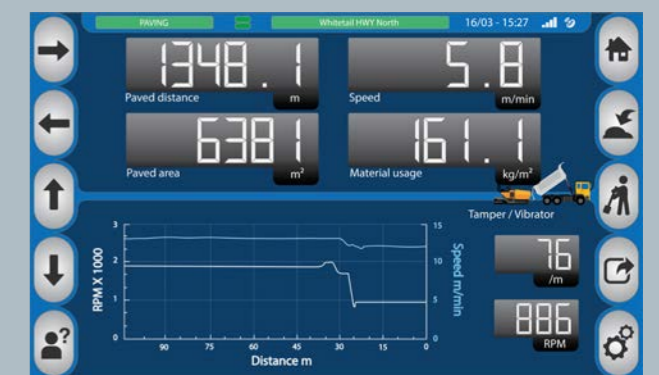 PAVING Whitetail HWY North 16/03 - 15:27
1348.1 5.8
Paved distance m Speed m/min
6381 161.1
Paved area m² Material usage kg/m²
Tamper / Vibrator
76
/m
886
RPM
RPM X 1000
3
2
1
0
Speed m/min
15
10
5
0
90 75 60 45 30 15 0
Distance m
?